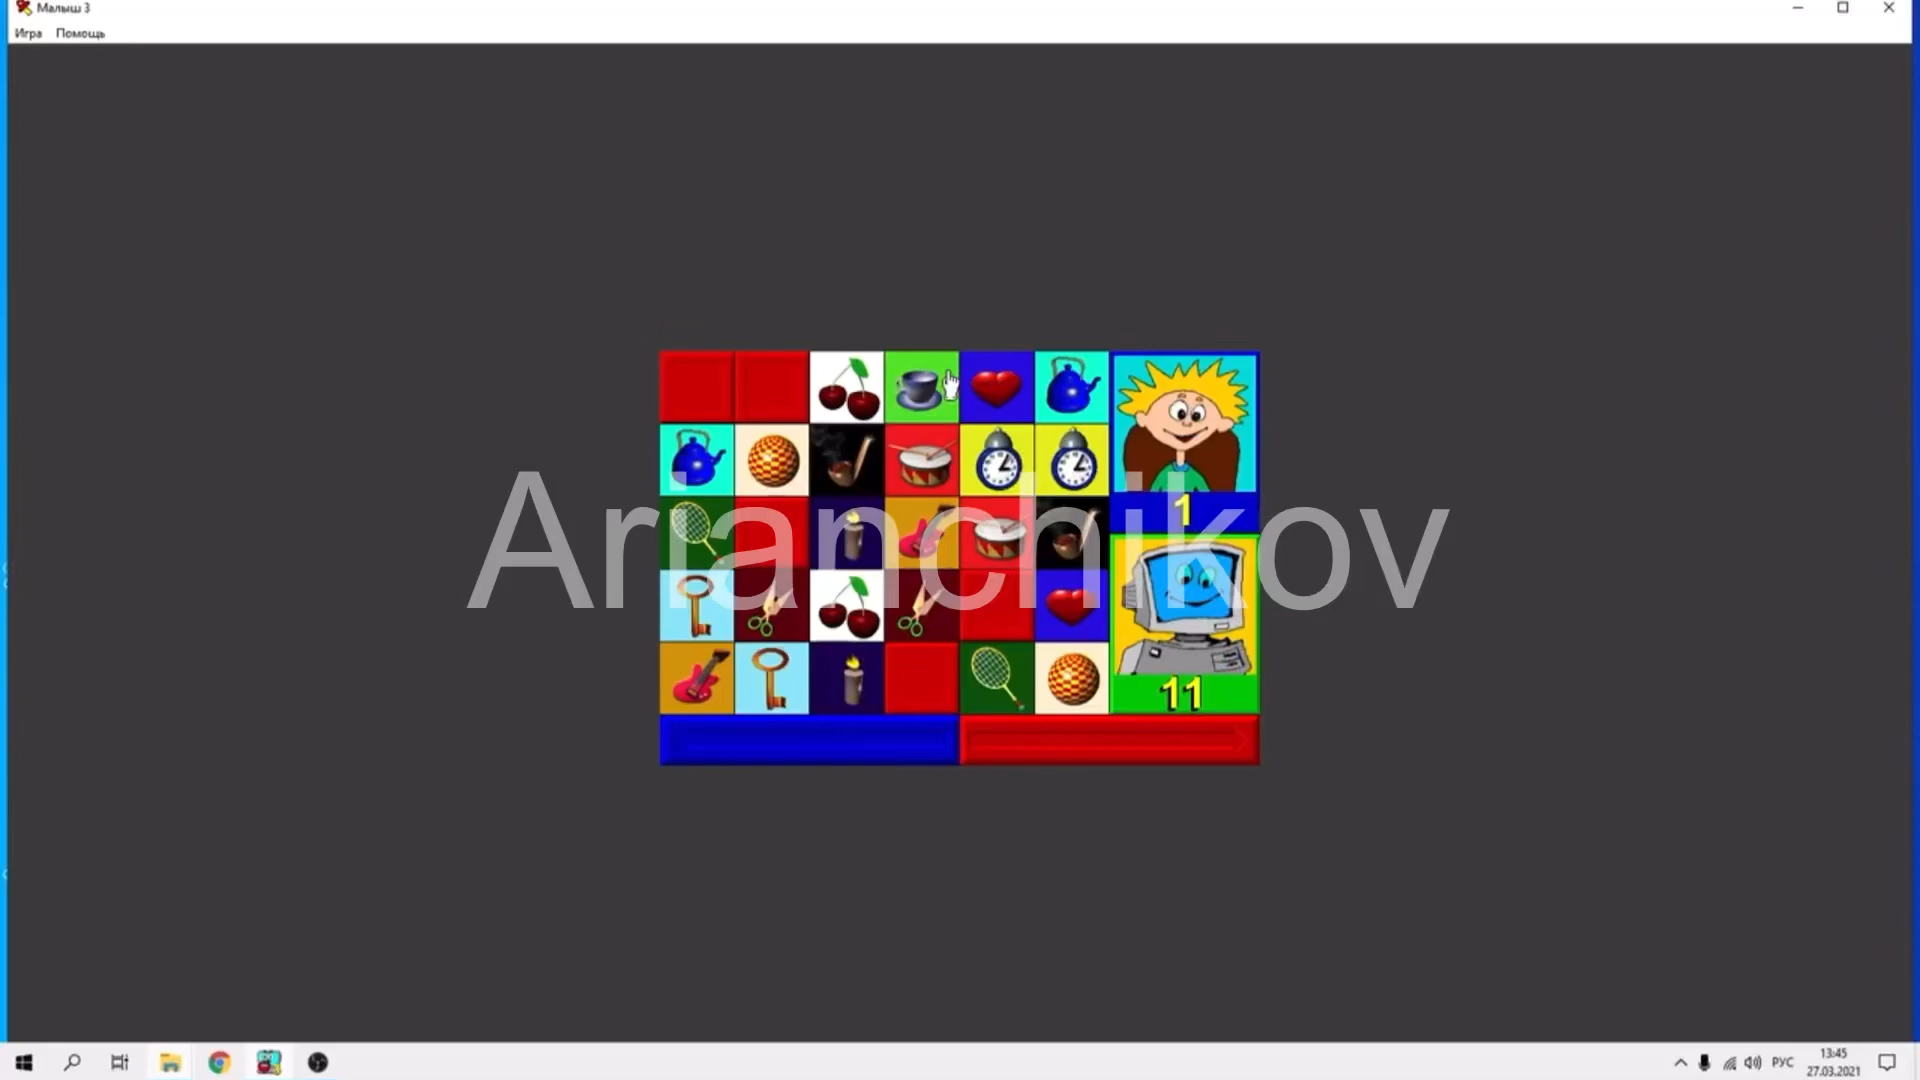 Малыш 3
Игра Помощь
1
Arianchikov
11
РУС
13:45
27.03.2021